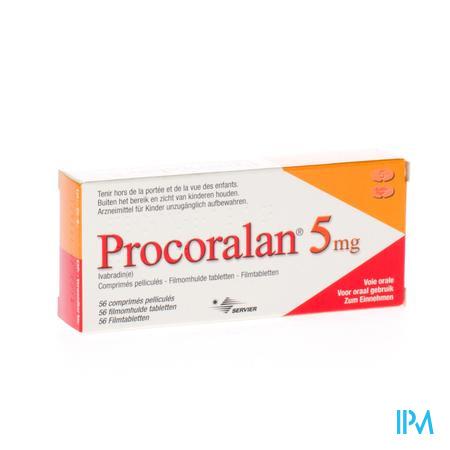 Tenir hors de la portée et de la vue des enfants.
Buiten het bereik en zicht van kinderen houden.
Arzneimittel für Kinder unzugänglich aufbewahren.
Procoralan® 5 mg
Ivabradin(e)
Comprimés pelliculés - Filmomhulde tabletten - Filmtabletten
56 comprimés pelliculés
56 filmomhulde tabletten
56 Filmtabletten
SERVIER
Voie orale
Voor oraal gebruik
Zum Einnehmen
IPM